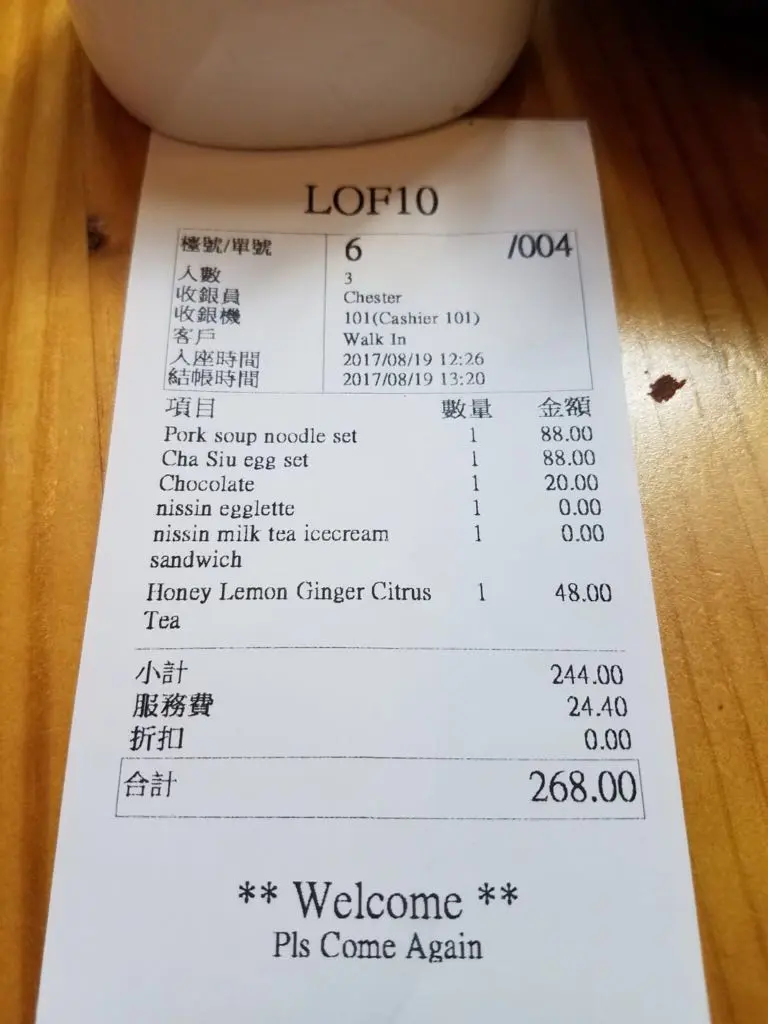 LOF10
檯號/單號 6 /004
人數 3
收銀員 Chester
收銀機 101(Cashier 101)
客戶 Walk In
入座時間 2017/08/19 12:26
結帳時間 2017/08/19 13:20
項目 數量 金額
Pork soup noodle set 1 88.00
Cha Siu egg set 1 88.00
Chocolate 1 20.00
nissin egglette 1 0.00
nissin milk tea icecream 1 0.00
sandwich
Honey Lemon Ginger Citrus 1 48.00
Tea
小計 244.00
服務費 24.40
折扣 0.00
合計 268.00
** Welcome **
Pls Come Again